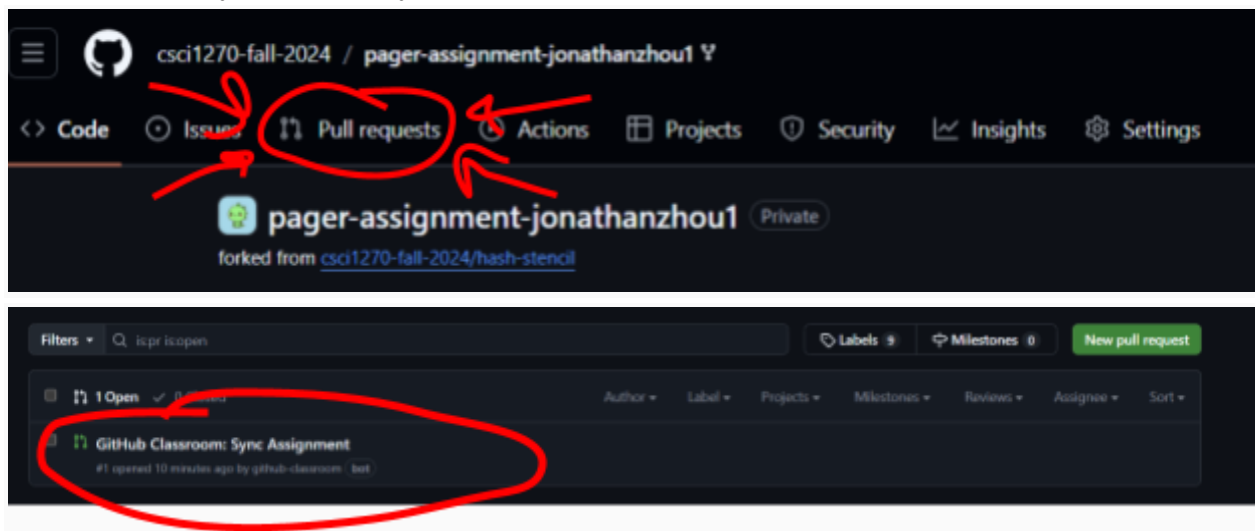 csci1270-fall-2024 / pager-assignment-jonathanzhou1
Code Issues Pull requests Actions Projects Security Insights Settings
pager-assignment-jonathanzhou1 Private
forked from csci1270-fall-2024/hash-stencil
Filters is:pr is:open Labels 9 Milestones 0 New pull request
1 Open 0 Closed Author Label Projects Milestones Reviews Assignee Sort
GitHub Classroom: Sync Assignment
#1 opened 10 minutes ago by github-classroom bot